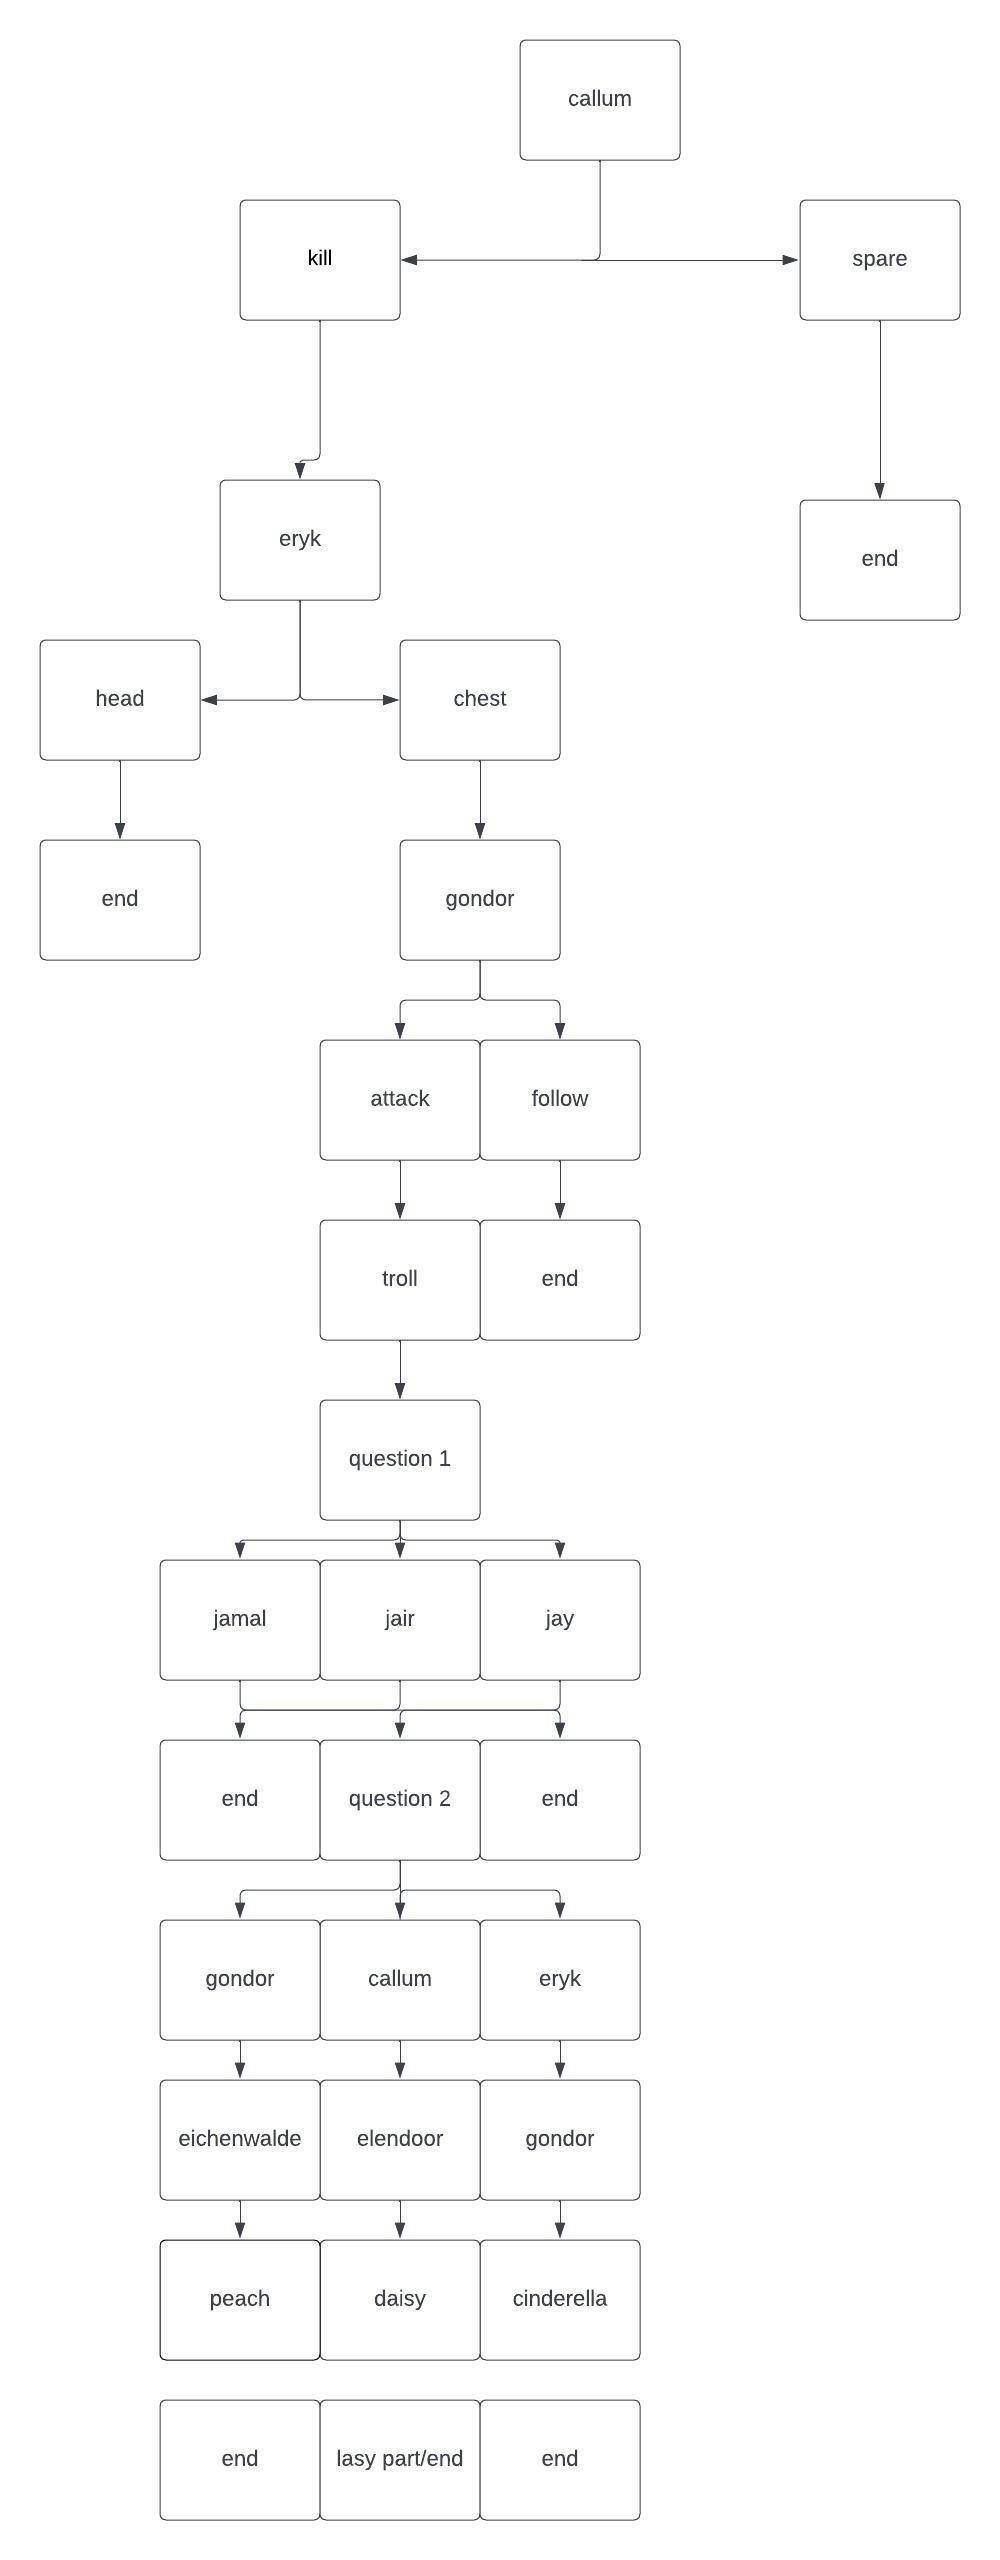 callum
kill
spare
eryk
end
head
chest
end
gondor
attack
follow
troll
end
question 1
jamal
jair
jay
end
question 2
end
gondor
callum
eryk
eichenwalde
elendoor
gondor
peach
daisy
cinderella
end
lasy part/end
end